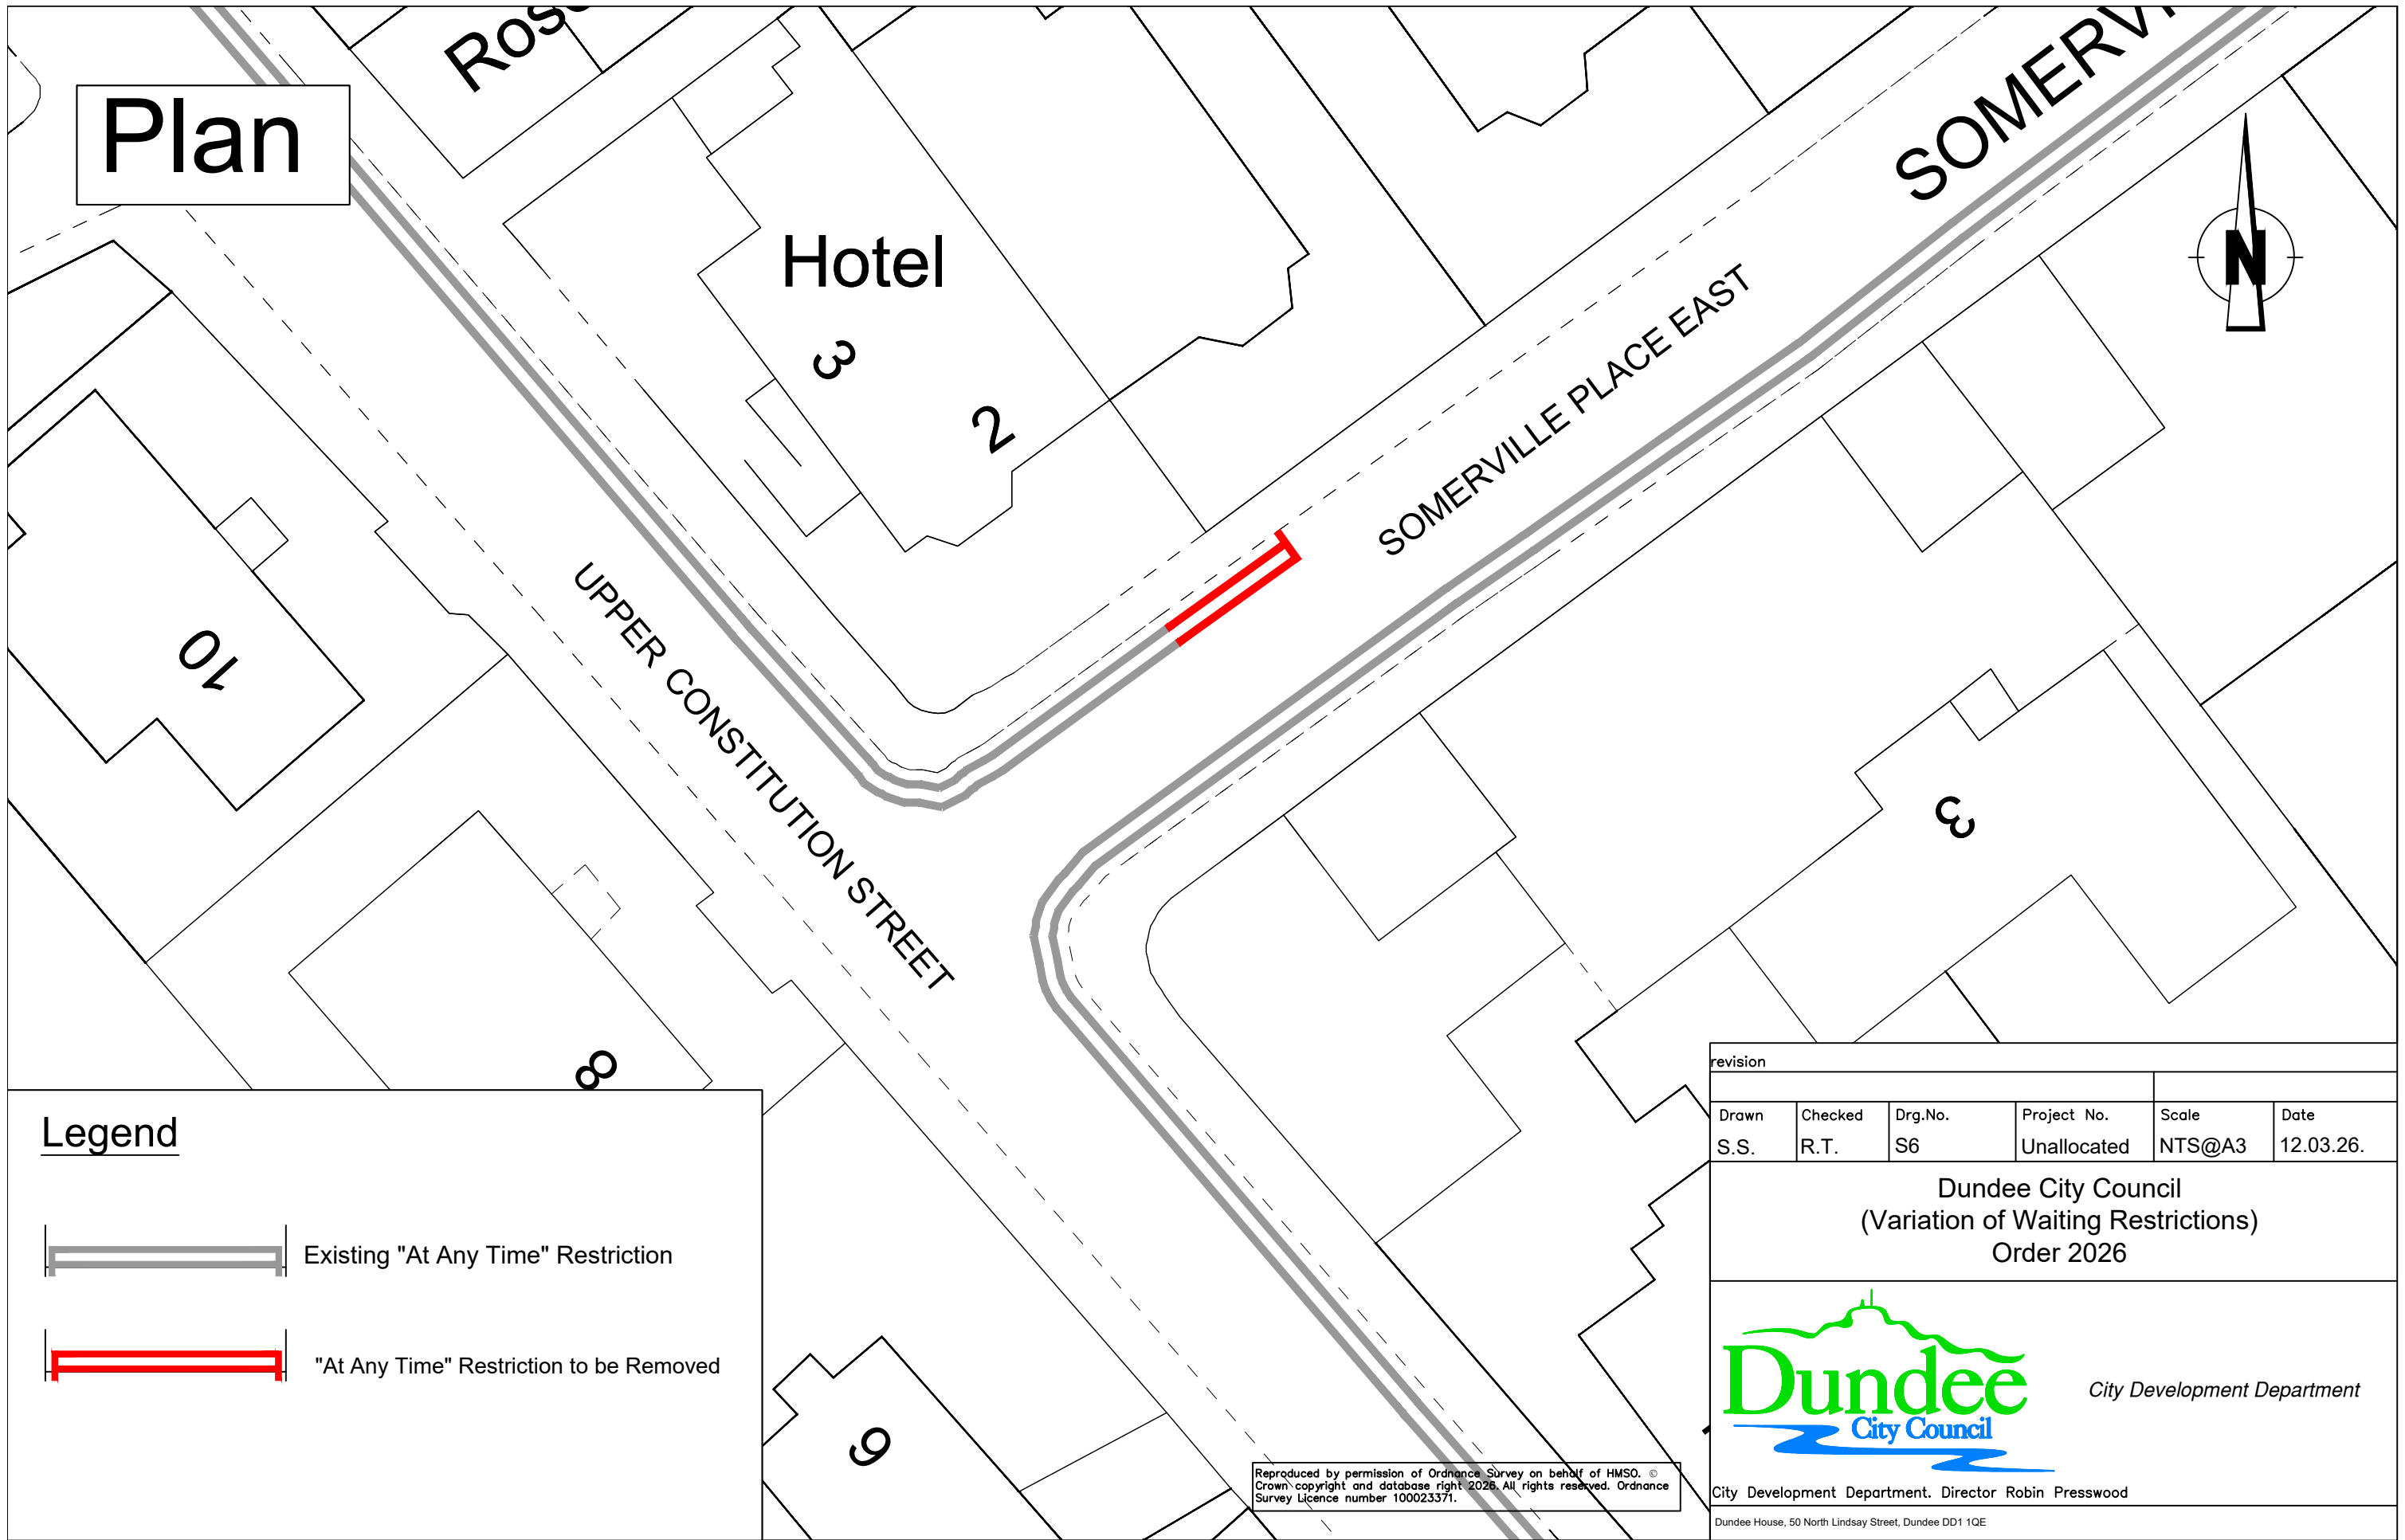 Plan
Hotel
3
2
SOMERVILLE PLACE EAST
N
10
UPPER CONSTITUTION STREET
3
8
6
Legend
Existing "At Any Time" Restriction
"At Any Time" Restriction to be Removed
revision
Drawn Checked Drg.No. Project No. Scale Date
S.S. R.T. S6 Unallocated NTS@A3 12.03.26.
Dundee City Council
(Variation of Waiting Restrictions)
Order 2026
Dundee
City Council
City Development Department
City Development Department. Director Robin Presswood
Dundee House, 50 North Lindsay Street, Dundee DD1 1QE
Reproduced by permission of Ordnance Survey on behalf of HMSO. ©
Crown copyright and database right 2026. All rights reserved. Ordnance
Survey Licence number 100023371.